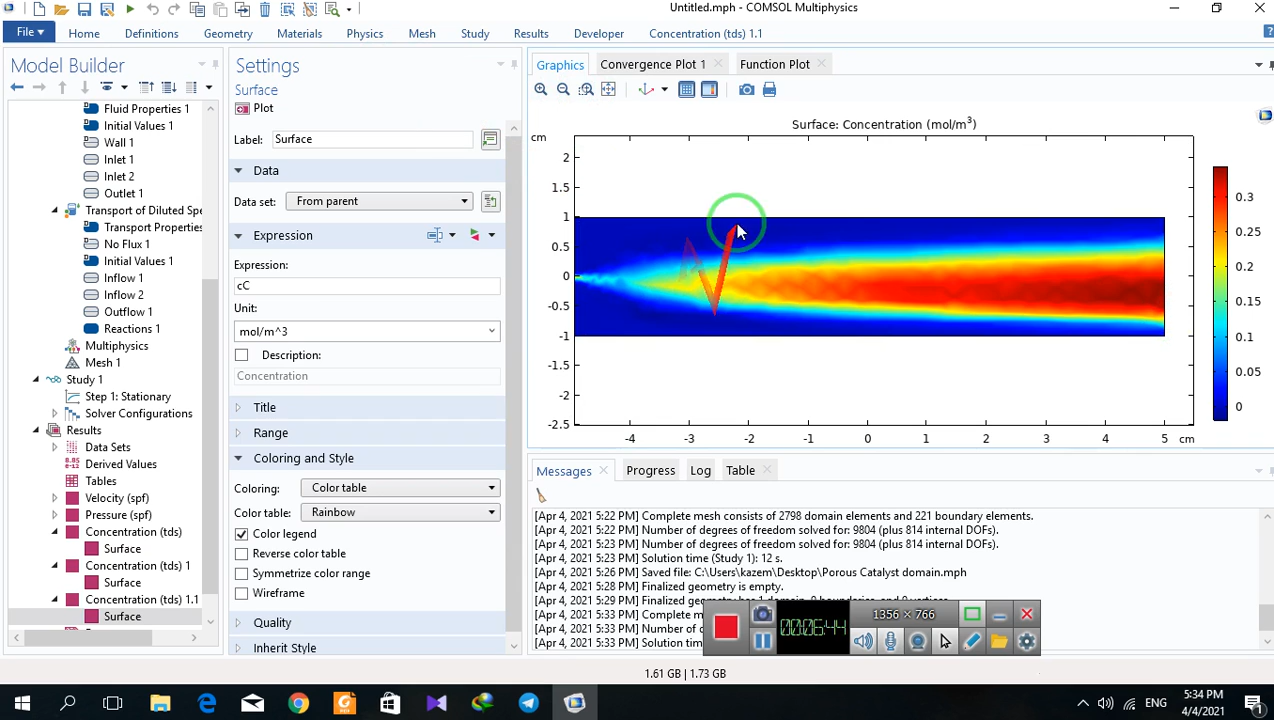 Untitled.mph - COMSOL Multiphysics
File Home Definitions Geometry Materials Physics Mesh Study Results Developer Concentration (tds) 1.1
Model Builder
Fluid Properties 1
Initial Values 1
Wall 1
Inlet 1
Inlet 2
Outlet 1
Transport of Diluted Spe
Transport Properties
No Flux 1
Initial Values 1
Inflow 1
Inflow 2
Outflow 1
Reactions 1
Multiphysics
Mesh 1
Study 1
Step 1: Stationary
Solver Configurations
Results
Data Sets
Derived Values
Tables
Velocity (spf)
Pressure (spf)
Concentration (tds)
Surface
Concentration (tds) 1
Surface
Concentration (tds) 1.1
Surface
Settings
Surface
Plot
Label: Surface
Data
Data set: From parent
Expression
Expression:
cC
Unit:
mol/m^3
Description:
Concentration
Title
Range
Coloring and Style
Coloring: Color table
Color table: Rainbow
Color legend
Reverse color table
Symmetrize color range
Wireframe
Quality
Inherit Style
Graphics Convergence Plot 1 Function Plot
Surface: Concentration (mol/m³)
cm
2
1.5
1
0.5
0
-0.5
-1
-1.5
-2
-2.5
-4 -3 -2 -1 0 1 2 3 4 5 cm
0.3
0.25
0.2
0.15
0.1
0.05
0
Messages Progress Log Table
[Apr 4, 2021 5:22 PM] Complete mesh consists of 2798 domain elements and 221 boundary elements.
[Apr 4, 2021 5:22 PM] Number of degrees of freedom solved for: 9804 (plus 814 internal DOFs).
[Apr 4, 2021 5:23 PM] Number of degrees of freedom solved for: 9804 (plus 814 internal DOFs).
[Apr 4, 2021 5:23 PM] Solution time (Study 1): 12 s.
[Apr 4, 2021 5:26 PM] Saved file: C:\Users\kazem\Desktop\Porous Catalyst domain.mph
[Apr 4, 2021 5:28 PM] Finalized geometry is empty.
[Apr 4, 2021 5:29 PM] Finalized geometry has 1 domain,
[Apr 4, 2021 5:33 PM] Complete m
[Apr 4, 2021 5:33 PM] Number of d
[Apr 4, 2021 5:33 PM] Solution tim
00:06:44
1356 × 766
1.61 GB | 1.73 GB
ENG
5:34 PM
4/4/2021